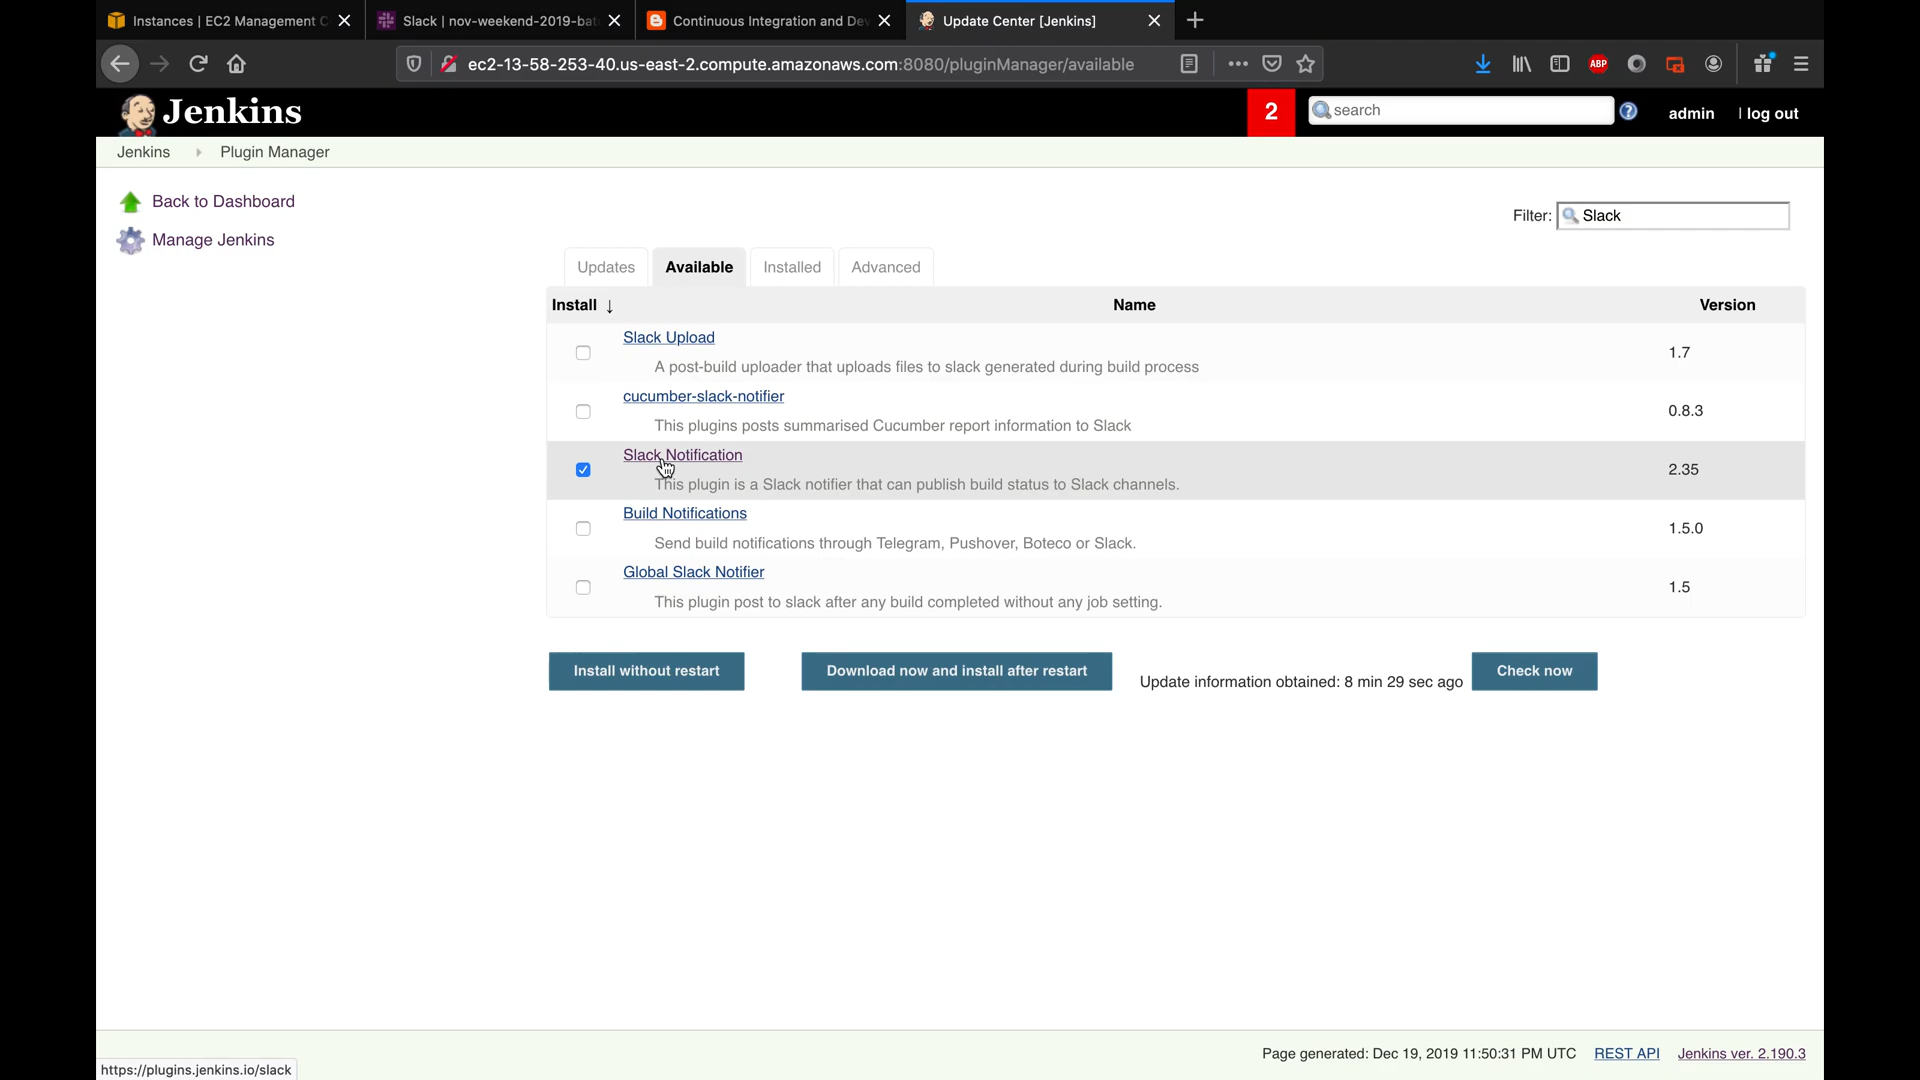 Instances | EC2 Management C
Slack | nov-weekend-2019-bat
Continuous Integration and Dev
Update Center [Jenkins]
ec2-13-58-253-40.us-east-2.compute.amazonaws.com:8080/pluginManager/available
ABP
Jenkins
2
search
admin
| log out
Jenkins
Plugin Manager
Back to Dashboard
Manage Jenkins
Filter: Slack
Updates
Available
Installed
Advanced
Install ↓
Name
Version
Slack Upload
A post-build uploader that uploads files to slack generated during build process
1.7
cucumber-slack-notifier
This plugins posts summarised Cucumber report information to Slack
0.8.3
Slack Notification
This plugin is a Slack notifier that can publish build status to Slack channels.
2.35
Build Notifications
Send build notifications through Telegram, Pushover, Boteco or Slack.
1.5.0
Global Slack Notifier
This plugin post to slack after any build completed without any job setting.
1.5
Install without restart
Download now and install after restart
Update information obtained: 8 min 29 sec ago
Check now
Page generated: Dec 19, 2019 11:50:31 PM UTC
REST API
Jenkins ver. 2.190.3
https://plugins.jenkins.io/slack